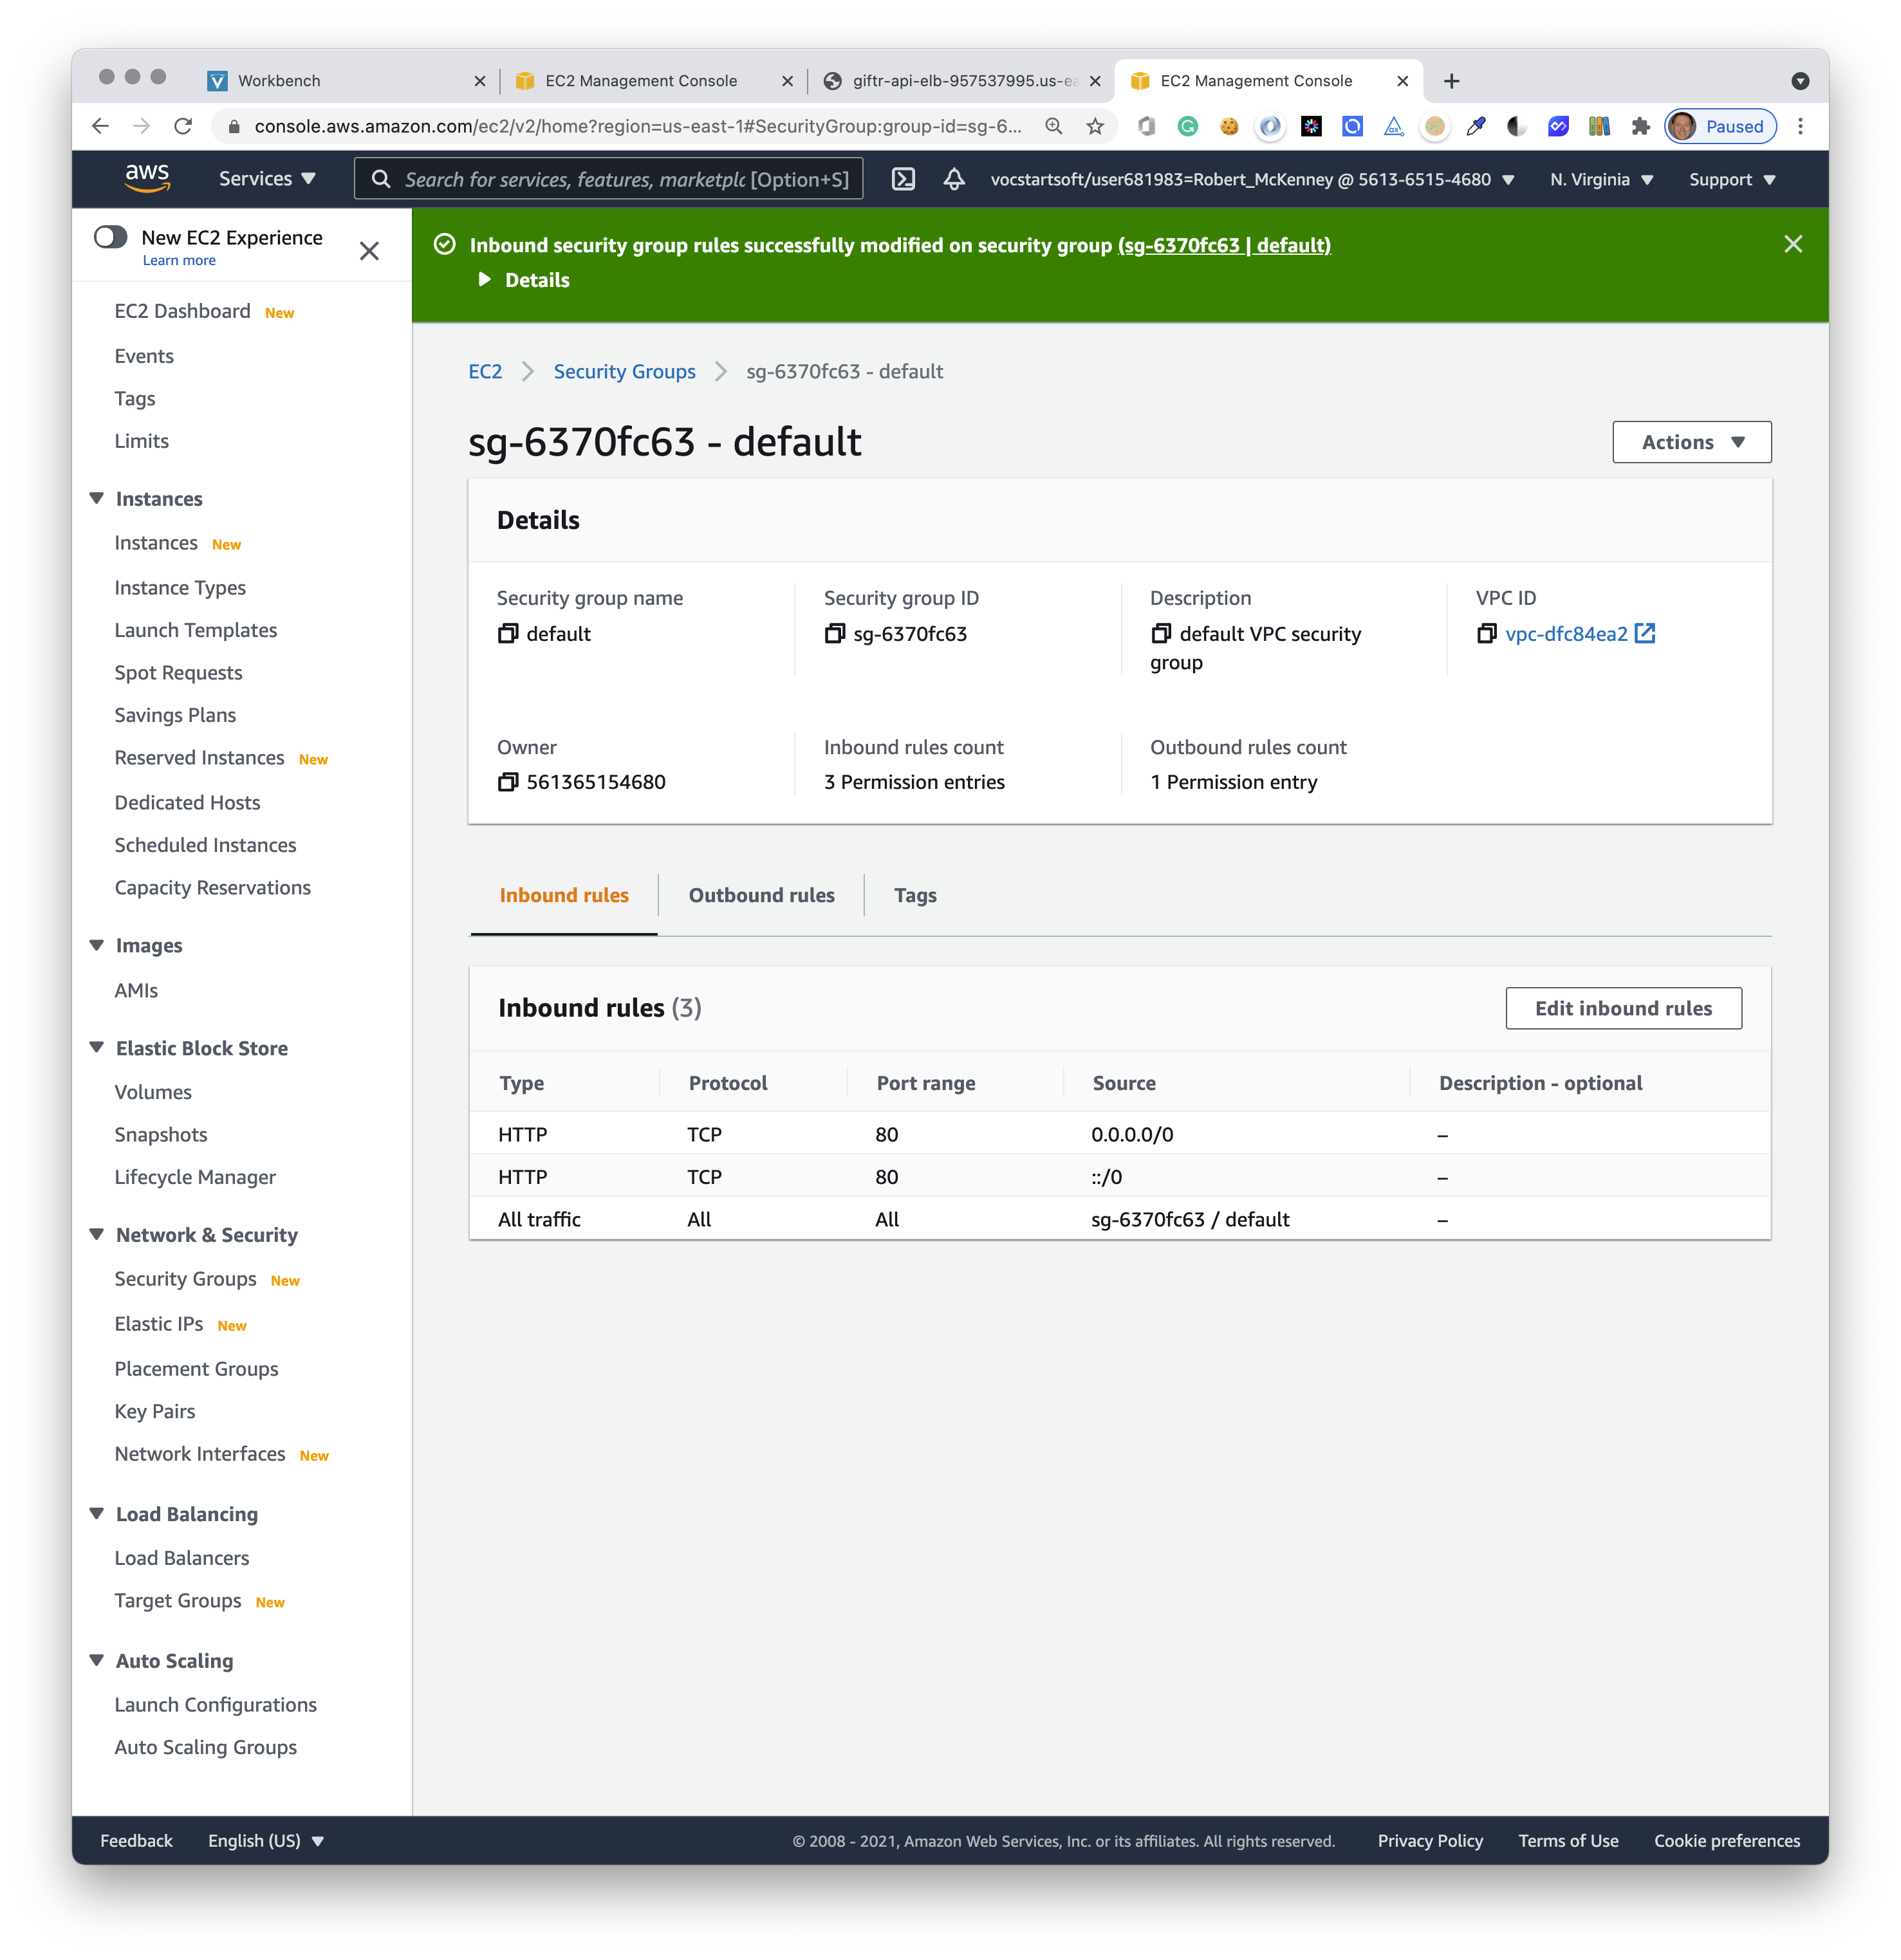 Workbench
EC2 Management Console
giftr-api-elb-957537995.us-ea
EC2 Management Console
console.aws.amazon.com/ec2/v2/home?region=us-east-1#SecurityGroup:group-id=sg-6...
Paused
aws
Services
Search for services, features, marketplc [Option+S]
vocstartsoft/user681983=Robert_McKenney @ 5613-6515-4680
N. Virginia
Support
New EC2 Experience
Learn more
EC2 Dashboard New
Events
Tags
Limits
Instances
Instances New
Instance Types
Launch Templates
Spot Requests
Savings Plans
Reserved Instances New
Dedicated Hosts
Scheduled Instances
Capacity Reservations
Images
AMIs
Elastic Block Store
Volumes
Snapshots
Lifecycle Manager
Network & Security
Security Groups New
Elastic IPs New
Placement Groups
Key Pairs
Network Interfaces New
Load Balancing
Load Balancers
Target Groups New
Auto Scaling
Launch Configurations
Auto Scaling Groups
Inbound security group rules successfully modified on security group (sg-6370fc63 | default)
Details
EC2 > Security Groups > sg-6370fc63 - default
sg-6370fc63 - default
Actions
Details
Security group name
default
Security group ID
sg-6370fc63
Description
default VPC security
group
VPC ID
vpc-dfc84ea2
Owner
561365154680
Inbound rules count
3 Permission entries
Outbound rules count
1 Permission entry
Inbound rules
Outbound rules
Tags
Inbound rules (3)
Edit inbound rules
Type Protocol Port range Source Description - optional
HTTP TCP 80 0.0.0.0/0 –
HTTP TCP 80 ::/0 –
All traffic All All sg-6370fc63 / default –
Feedback
English (US)
© 2008 - 2021, Amazon Web Services, Inc. or its affiliates. All rights reserved.
Privacy Policy
Terms of Use
Cookie preferences